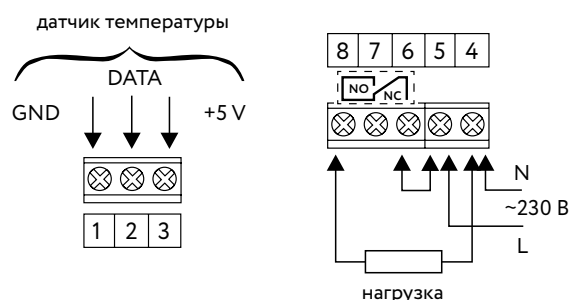 датчик температуры
DATA
GND
+5 V
1 2 3
8 7 6 5 4
NO
NC
N
~230 В
L
нагрузка